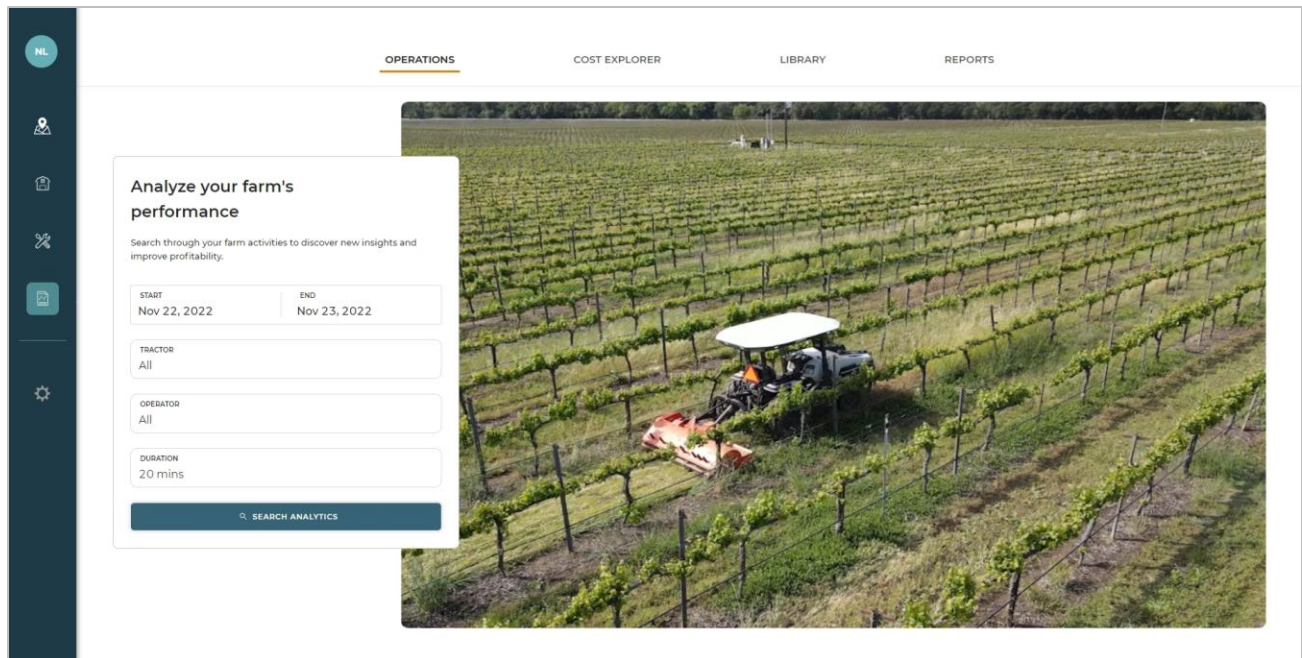 NL
OPERATIONS
COST EXPLORER
LIBRARY
REPORTS
Analyze your farm's
performance
Search through your farm activities to discover new insights and
improve profitability.
START
Nov 22, 2022
END
Nov 23, 2022
TRACTOR
All
OPERATOR
All
DURATION
20 mins
SEARCH ANALYTICS